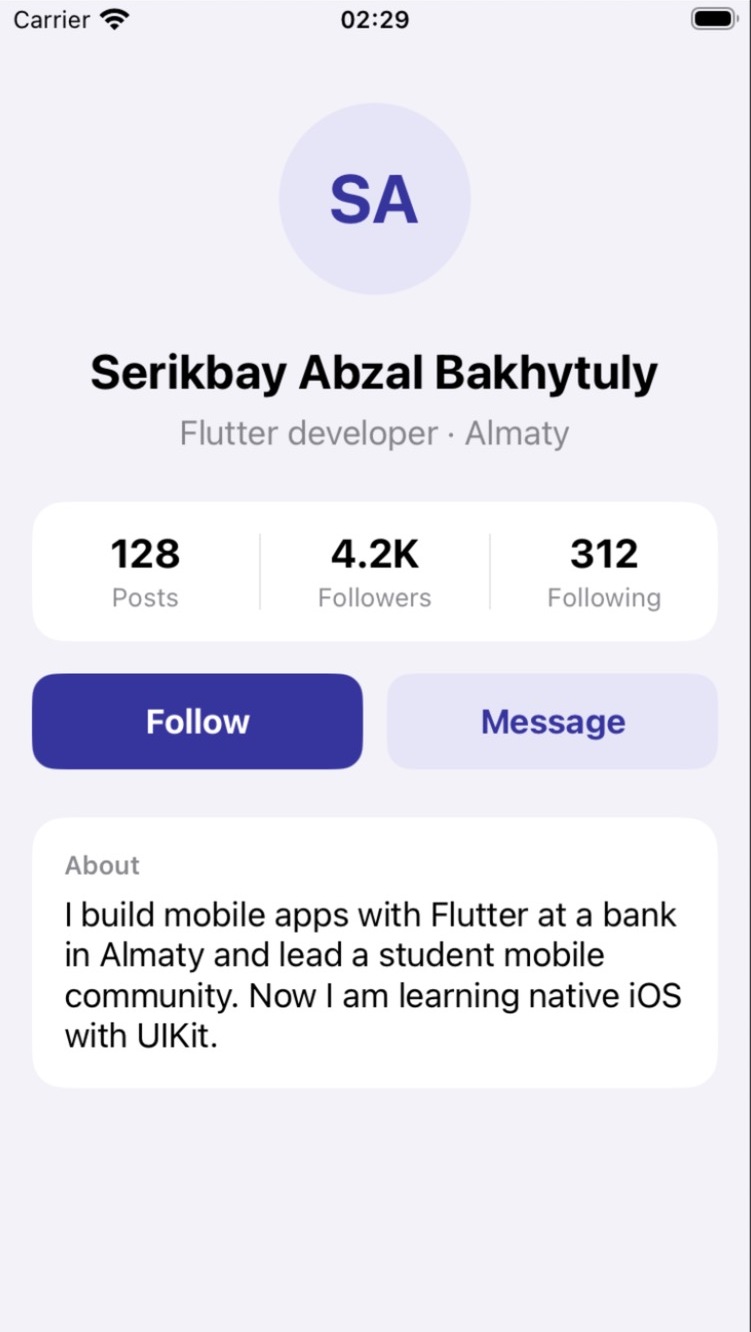 Carrier 02:29
SA
Serikbay Abzal Bakhytuly
Flutter developer · Almaty
128 4.2K 312
Posts Followers Following
Follow Message
About
I build mobile apps with Flutter at a bank
in Almaty and lead a student mobile
community. Now I am learning native iOS
with UIKit.